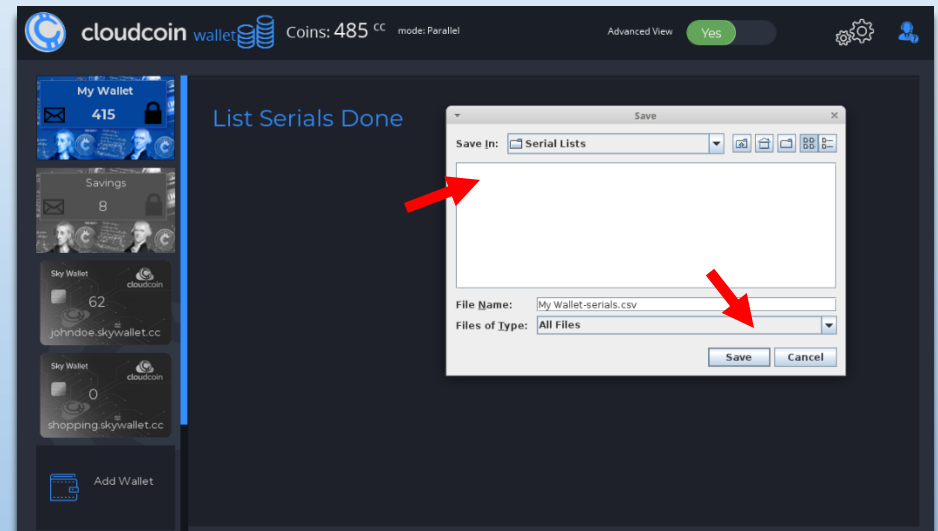 cloudcoin wallet Coins: 485 CC mode: Parallel Advanced View Yes
My Wallet
415
Savings
8
Sky Wallet
cloudcoin
62
johndoe.skywallet.cc
Sky Wallet
cloudcoin
0
shopping.skywallet.cc
Add Wallet
List Serials Done
Save
Save In: Serial Lists
File Name: My Wallet-serials.csv
Files of Type: All Files
Save Cancel